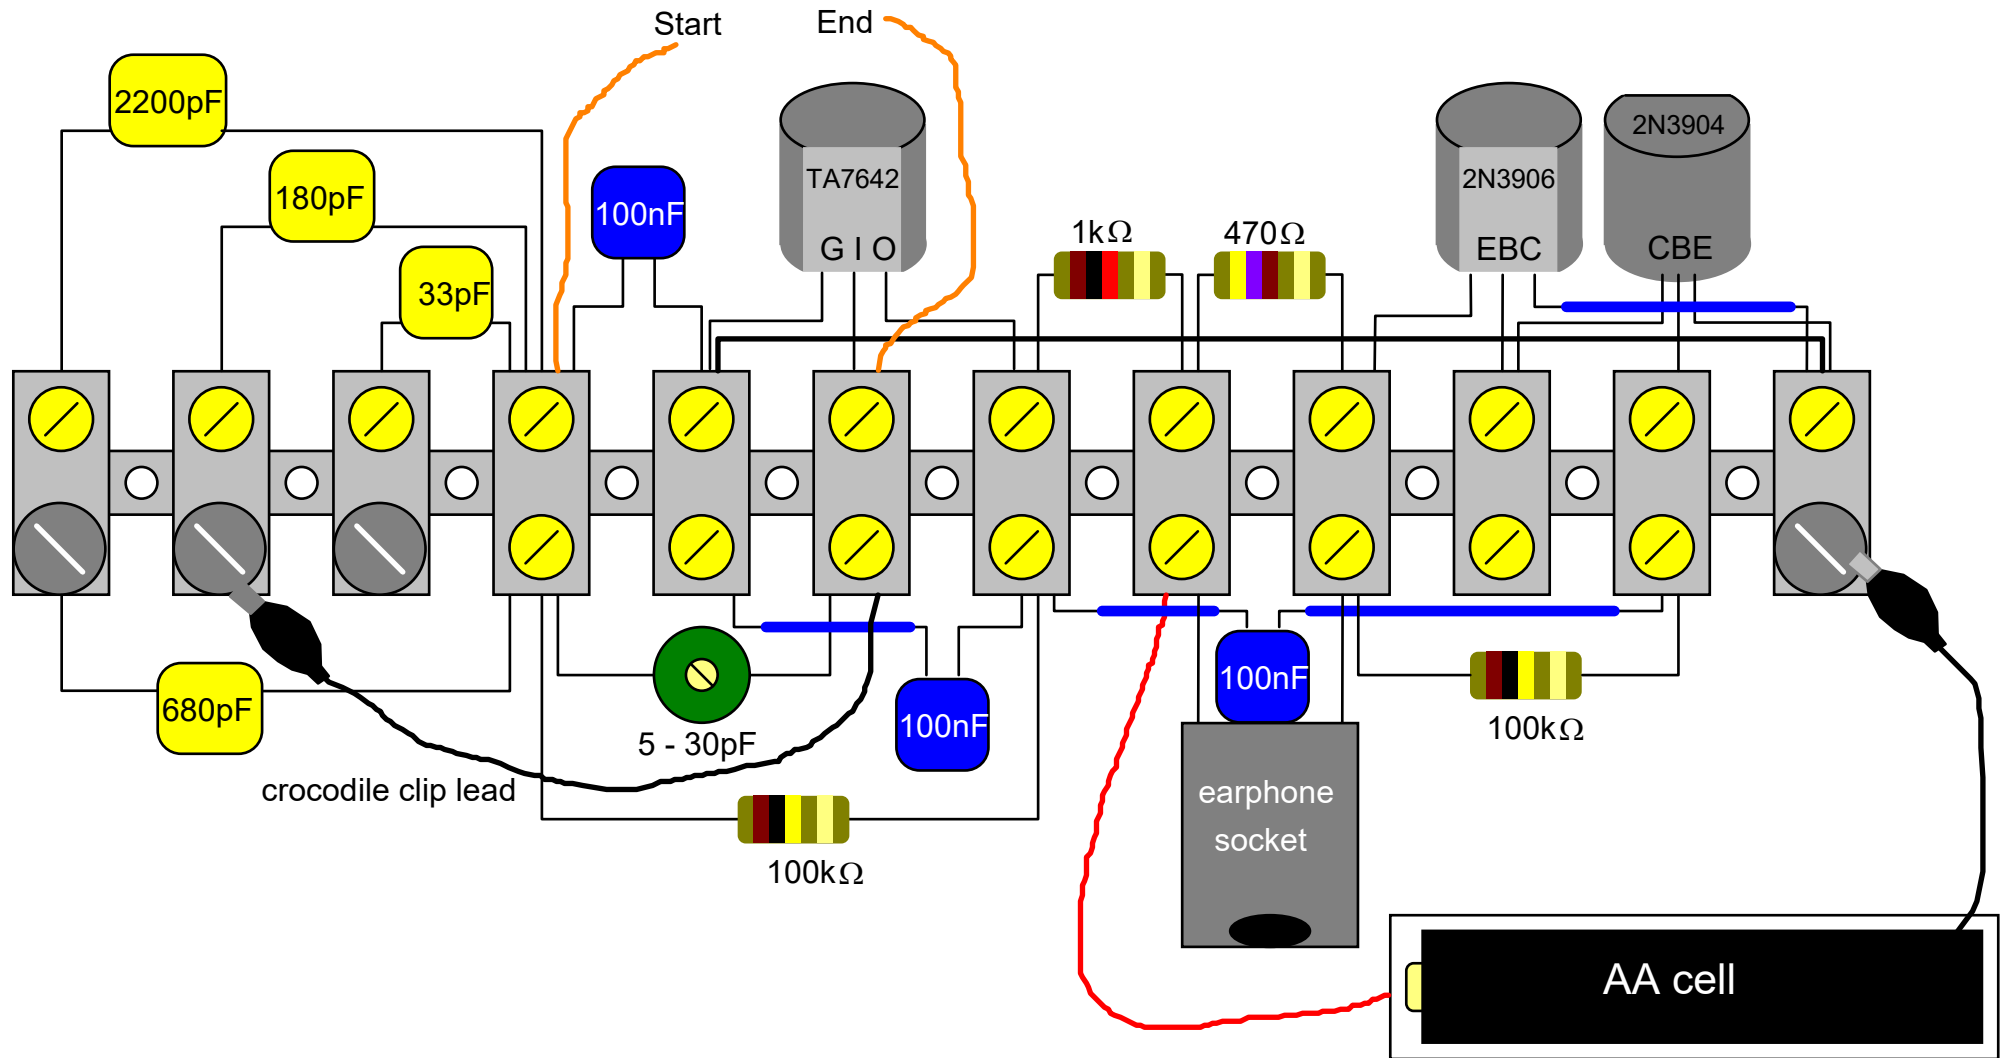 Start
End
2200pF
2N3904
180pF
TA7642
2N3906
100nF
1kΩ
470Ω
G I O
EBC
CBE
33pF
680pF
100nF
100nF
5 - 30pF
100kΩ
crocodile clip lead
earphone
socket
100kΩ
AA cell